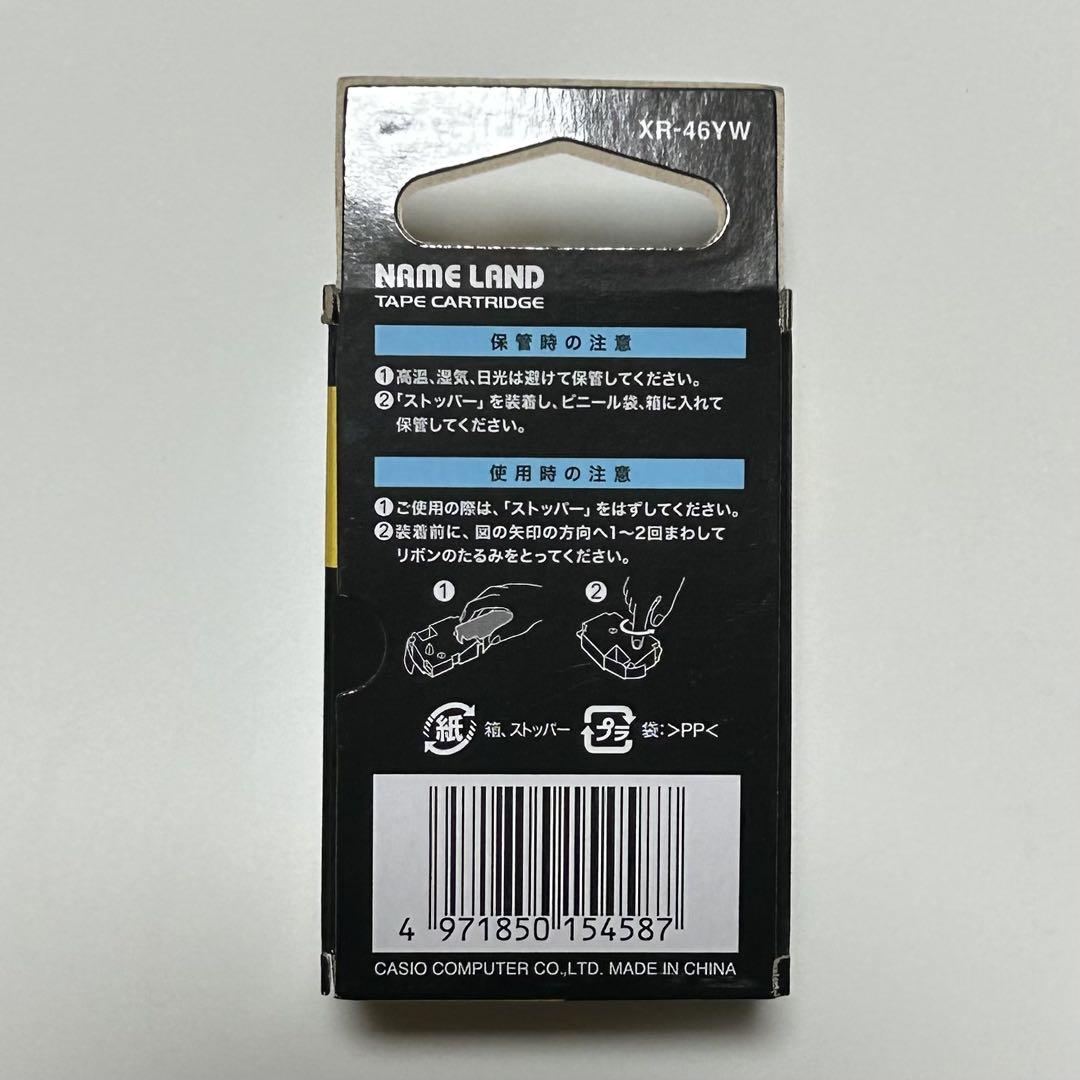 XR-46YW
NAME LAND
TAPE CARTRIDGE
保管時の注意
❶高温、湿気、日光は避けて保管してください。
❷「ストッパー」を装着し、ビニール袋、箱に入れて
保管してください。
使用時の注意
❶ご使用の際は、「ストッパー」をはずしてください。
❷装着前に、図の矢印の方向へ1〜2回まわして
リボンのたるみをとってください。
❶ ❷
紙 箱、ストッパー プラ 袋:>PP<
4 971850 154587
CASIO COMPUTER CO.,LTD. MADE IN CHINA